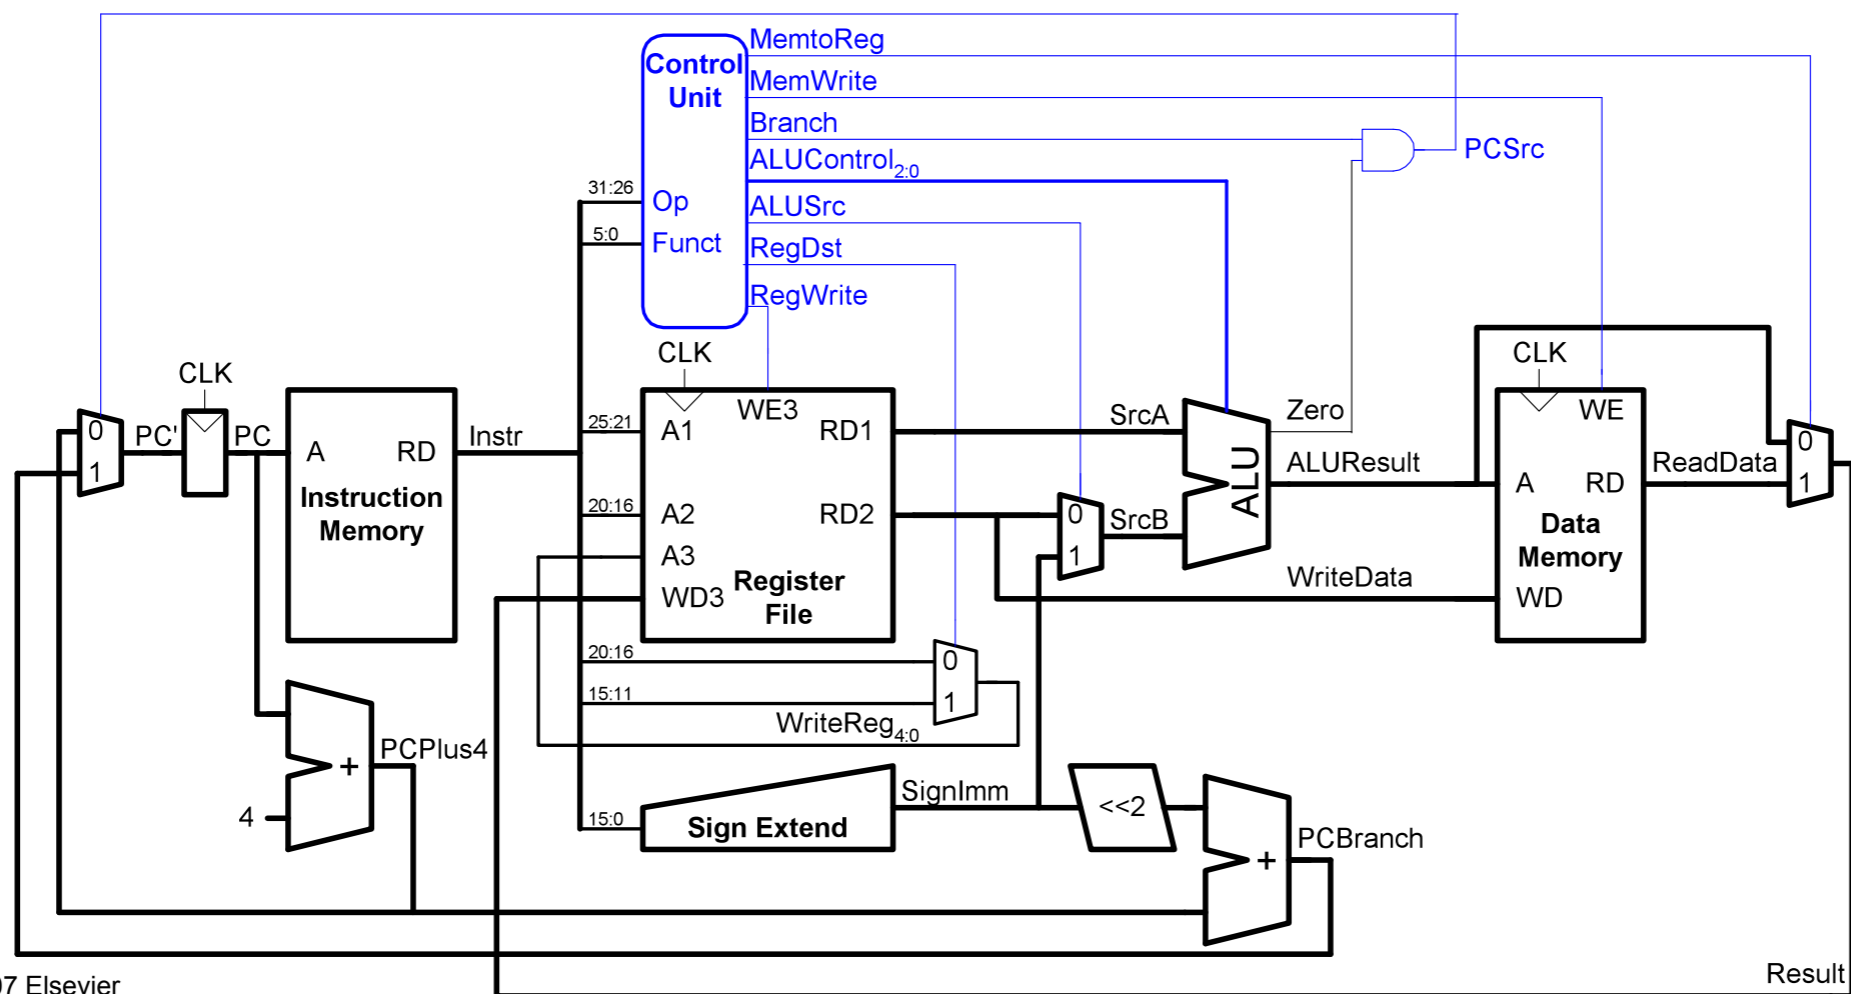 MemtoReg
Control
Unit
MemWrite
Branch
PCSrc
ALUControl2:0
31:26
Op
ALUSrc
5:0
Funct
RegDst
RegWrite
CLK
CLK
CLK
WE3
Zero
WE
0
PC'
PC
A
RD
Instr
25:21
A1
RD1
SrcA
0
1
Instruction
Memory
ALU
ALUResult
A
RD
ReadData
1
20:16
A2
RD2
0
SrcB
Data
Memory
A3
1
WriteData
WD3
Register
File
WD
20:16
0
15:11
1
WriteReg4:0
PCPlus4
+
4
15:0
Sign Extend
SignImm
<<2
PCBranch
+
Result
07 Elsevier